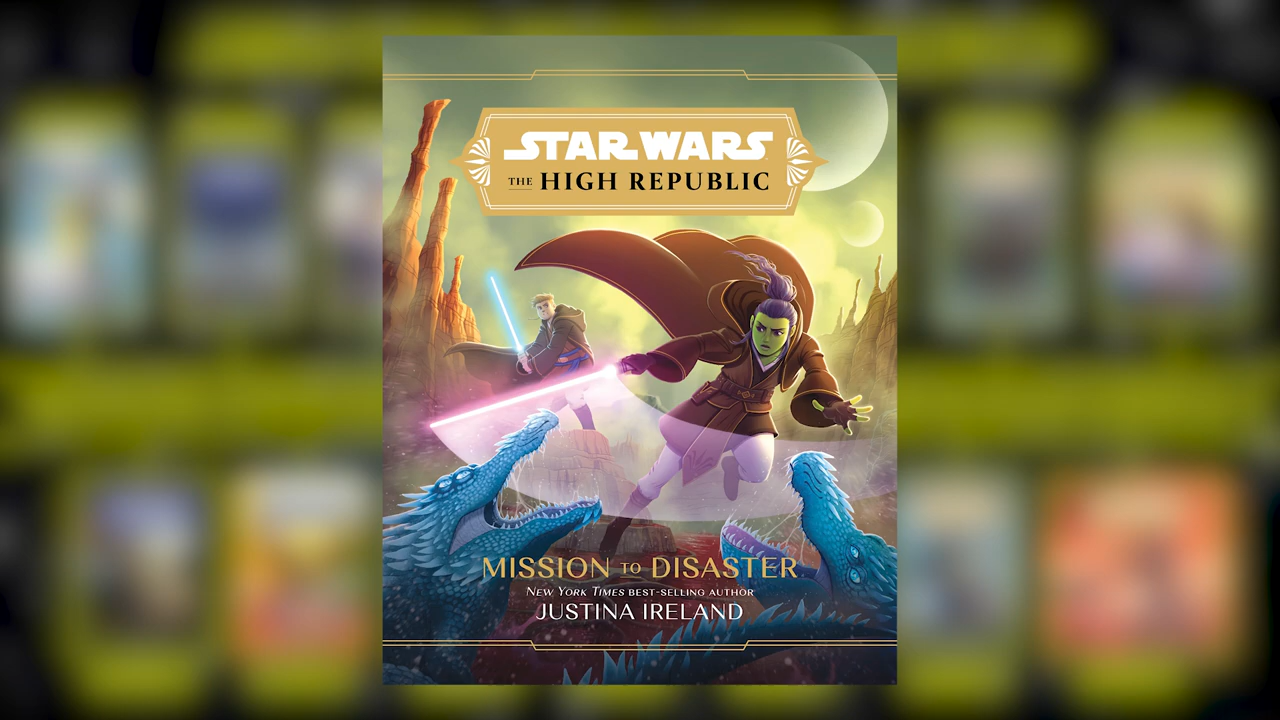 STAR WARS
THE HIGH REPUBLIC
MISSION TO DISASTER
NEW YORK TIMES BEST-SELLING AUTHOR
JUSTINA IRELAND